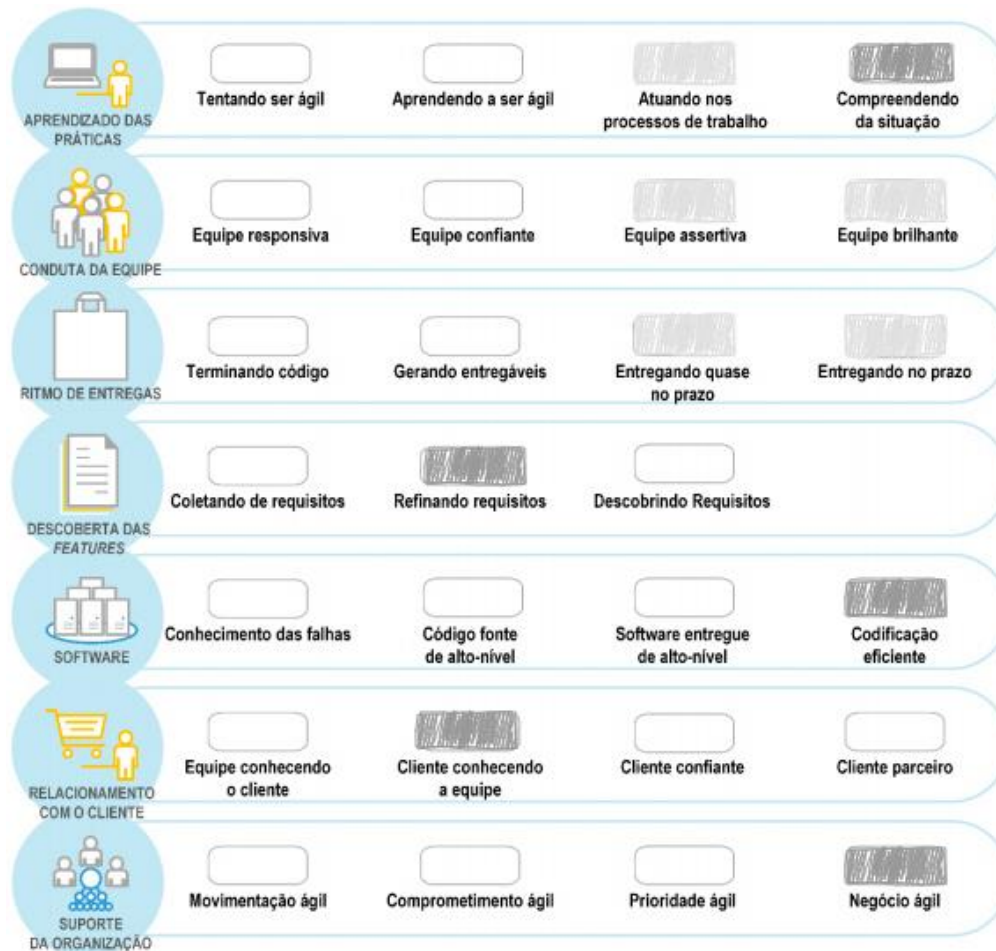 APRENDIZADO DAS
PRÁTICAS
Tentando ser ágil
Aprendendo a ser ágil
Atuando nos
processos de trabalho
Compreendendo
da situação
CONDUTA DA EQUIPE
Equipe responsiva
Equipe confiante
Equipe assertiva
Equipe brilhante
RITMO DE ENTREGAS
Terminando código
Gerando entregáveis
Entregando quase
no prazo
Entregando no prazo
DESCOBERTA DAS
FEATURES
Coletando de requisitos
Refinando requisitos
Descobrindo Requisitos
SOFTWARE
Conhecimento das falhas
Código fonte
de alto-nível
Software entregue
de alto-nível
Codificação
eficiente
RELACIONAMENTO
COM O CLIENTE
Equipe conhecendo
o cliente
Cliente conhecendo
a equipe
Cliente confiante
Cliente parceiro
SUPORTE
DA ORGANIZAÇÃO
Movimentação ágil
Comprometimento ágil
Prioridade ágil
Negócio ágil